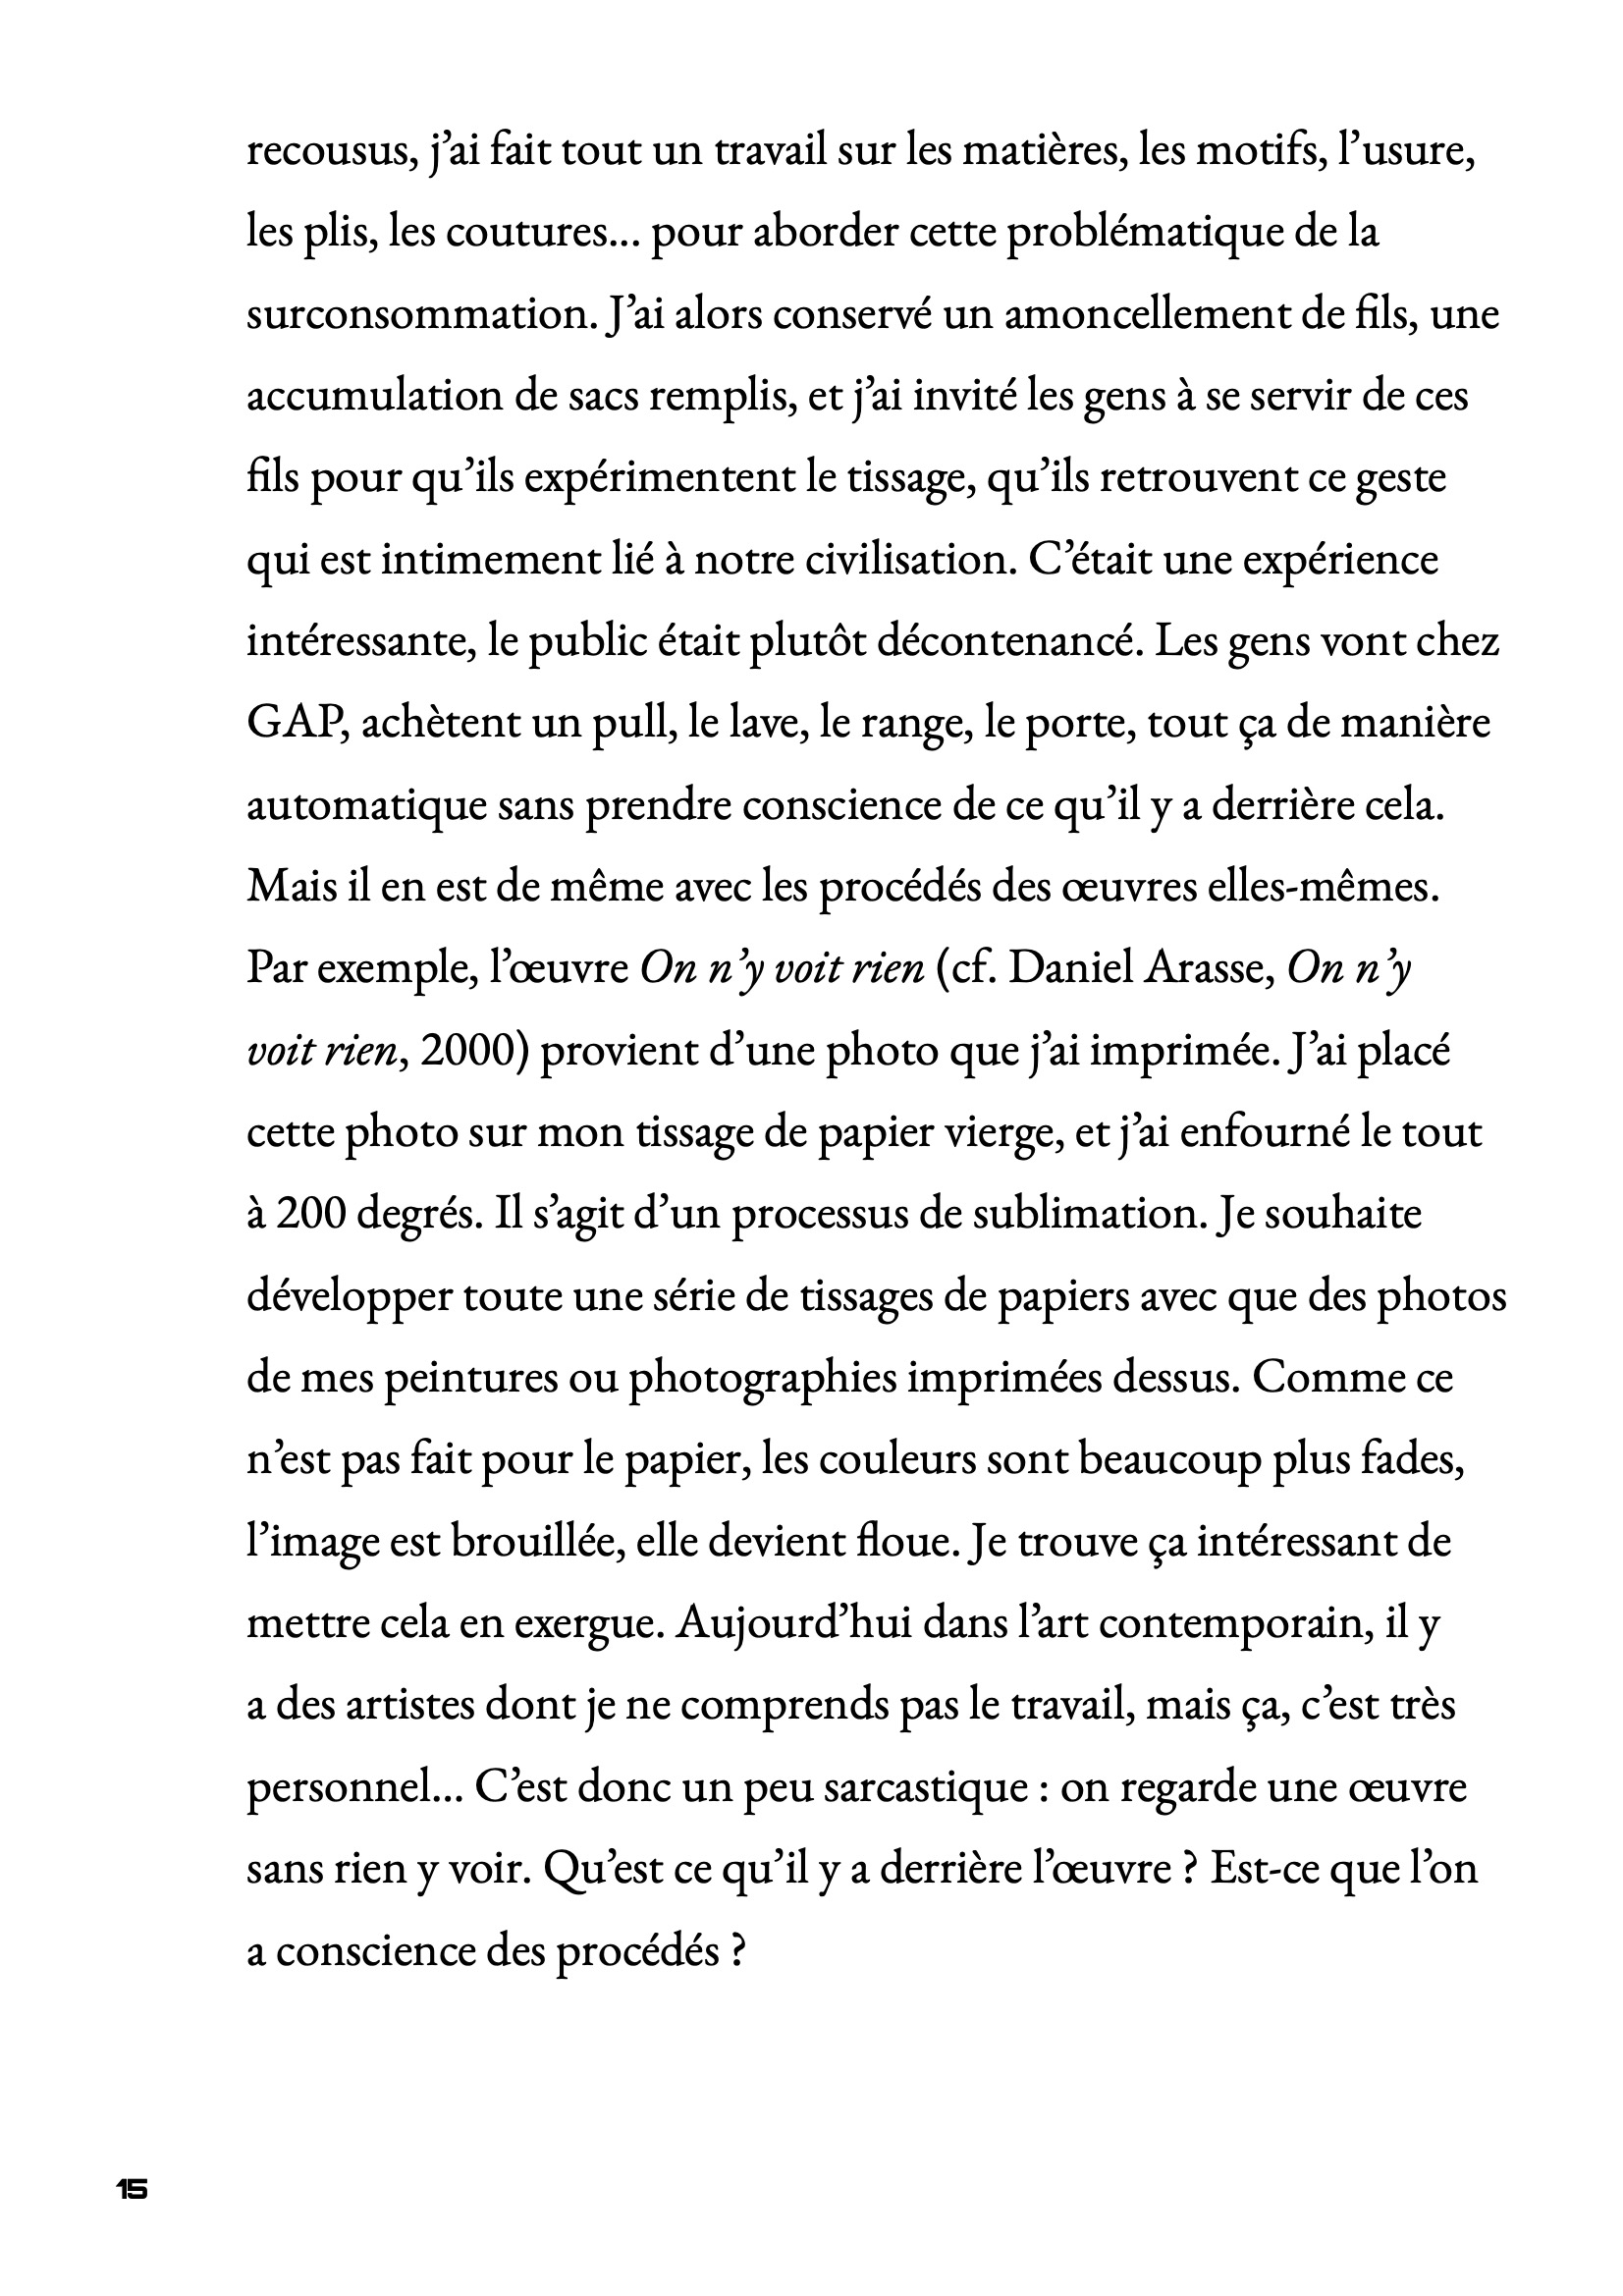 recousus, j’ai fait tout un travail sur les matières, les motifs, l’usure,
les plis, les coutures... pour aborder cette problématique de la
surconsommation. J’ai alors conservé un amoncellement de fils, une
accumulation de sacs remplis, et j’ai invité les gens à se servir de ces
fils pour qu’ils expérimentent le tissage, qu’ils retrouvent ce geste
qui est intimement lié à notre civilisation. C’était une expérience
intéressante, le public était plutôt décontenancé. Les gens vont chez
GAP, achètent un pull, le lave, le range, le porte, tout ça de manière
automatique sans prendre conscience de ce qu’il y a derrière cela.
Mais il en est de même avec les procédés des œuvres elles-mêmes.
Par exemple, l’œuvre On n’y voit rien (cf. Daniel Arasse, On n’y
voit rien, 2000) provient d’une photo que j’ai imprimée. J’ai placé
cette photo sur mon tissage de papier vierge, et j’ai enfourné le tout
à 200 degrés. Il s’agit d’un processus de sublimation. Je souhaite
développer toute une série de tissages de papiers avec que des photos
de mes peintures ou photographies imprimées dessus. Comme ce
n’est pas fait pour le papier, les couleurs sont beaucoup plus fades,
l’image est brouillée, elle devient floue. Je trouve ça intéressant de
mettre cela en exergue. Aujourd’hui dans l’art contemporain, il y
a des artistes dont je ne comprends pas le travail, mais ça, c’est très
personnel... C’est donc un peu sarcastique : on regarde une œuvre
sans rien y voir. Qu’est ce qu’il y a derrière l’œuvre ? Est-ce que l’on
a conscience des procédés ?
15